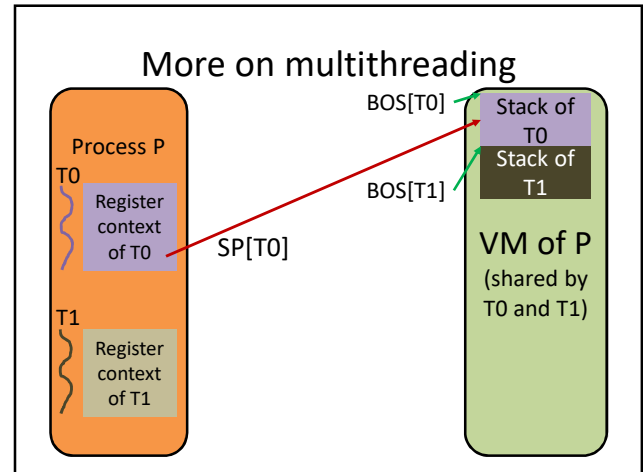 More on multithreading
Process P
T0
Register
context
of T0
T1
Register
context
of T1
SP[T0]
BOS[T0]
BOS[T1]
Stack of
T0
Stack of
T1
VM of P
(shared by
T0 and T1)